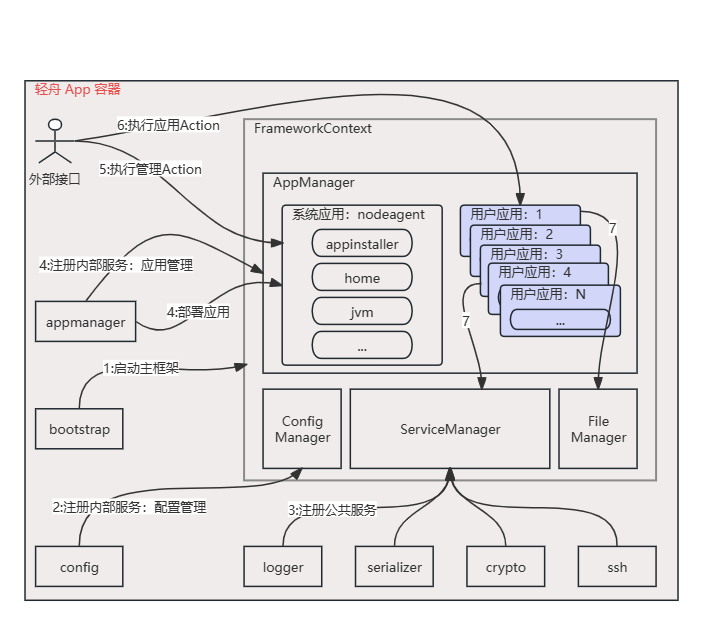 轻舟 App 容器
6:执行应用Action
FrameworkContext
5:执行管理Action
外部接口
AppManager
系统应用：nodeagent
appinstaller
home
jvm
...
用户应用：1
用户应用：2
用户应用：3
用户应用：4
用户应用：N
...
7
7
4:注册内部服务：应用管理
4:部署应用
appmanager
1:启动主框架
bootstrap
Config
Manager
ServiceManager
File
Manager
2:注册内部服务：配置管理
3:注册公共服务
config
logger
serializer
crypto
ssh